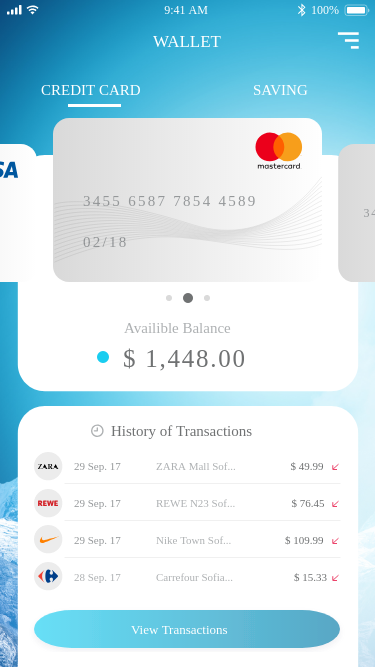 9:41 AM 100%
WALLET
CREDIT CARD SAVING
mastercard
3455 6587 7854 4589
02/18
Availible Balance
$ 1,448.00
History of Transactions
ZARA 29 Sep. 17 ZARA Mall Sof... $ 49.99
REWE 29 Sep. 17 REWE N23 Sof... $ 76.45
29 Sep. 17 Nike Town Sof... $ 109.99
28 Sep. 17 Carrefour Sofia... $ 15.33
View Transactions